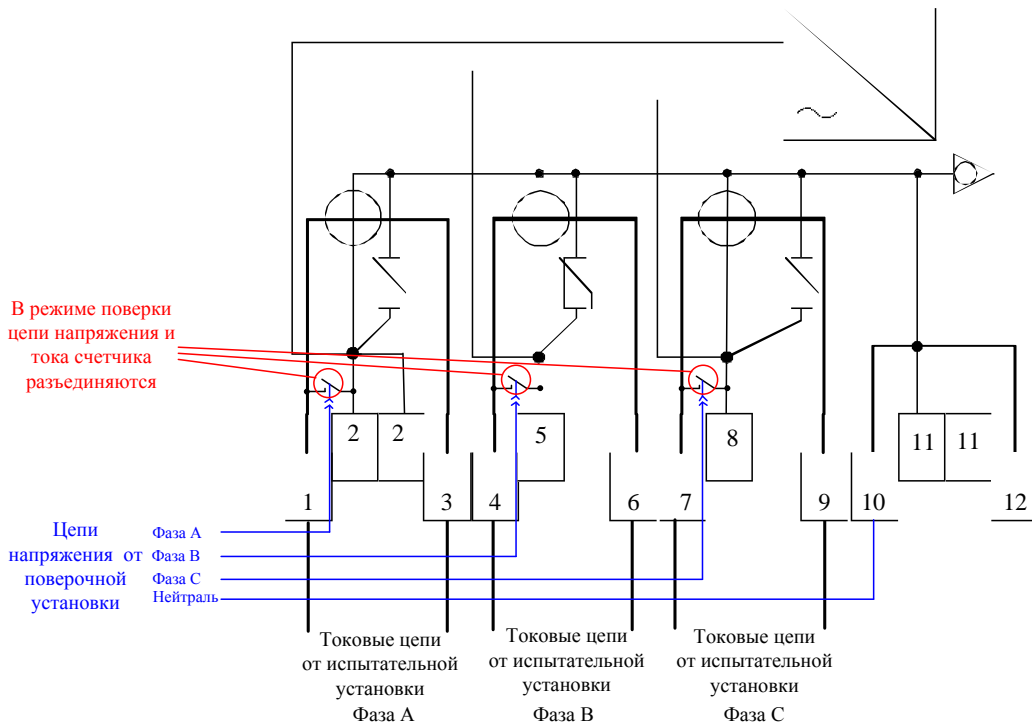 В режиме поверки
цепи напряжения и
тока счетчика
разъединяются
2
2
5
8
11
11
1
3
4
6
7
9
10
12
Цепи
напряжения от
поверочной
установки
Фаза А
Фаза В
Фаза С
Нейтраль
Токовые цепи
от испытательной
установки
Фаза А
Токовые цепи
от испытательной
установки
Фаза В
Токовые цепи
от испытательной
установки
Фаза С